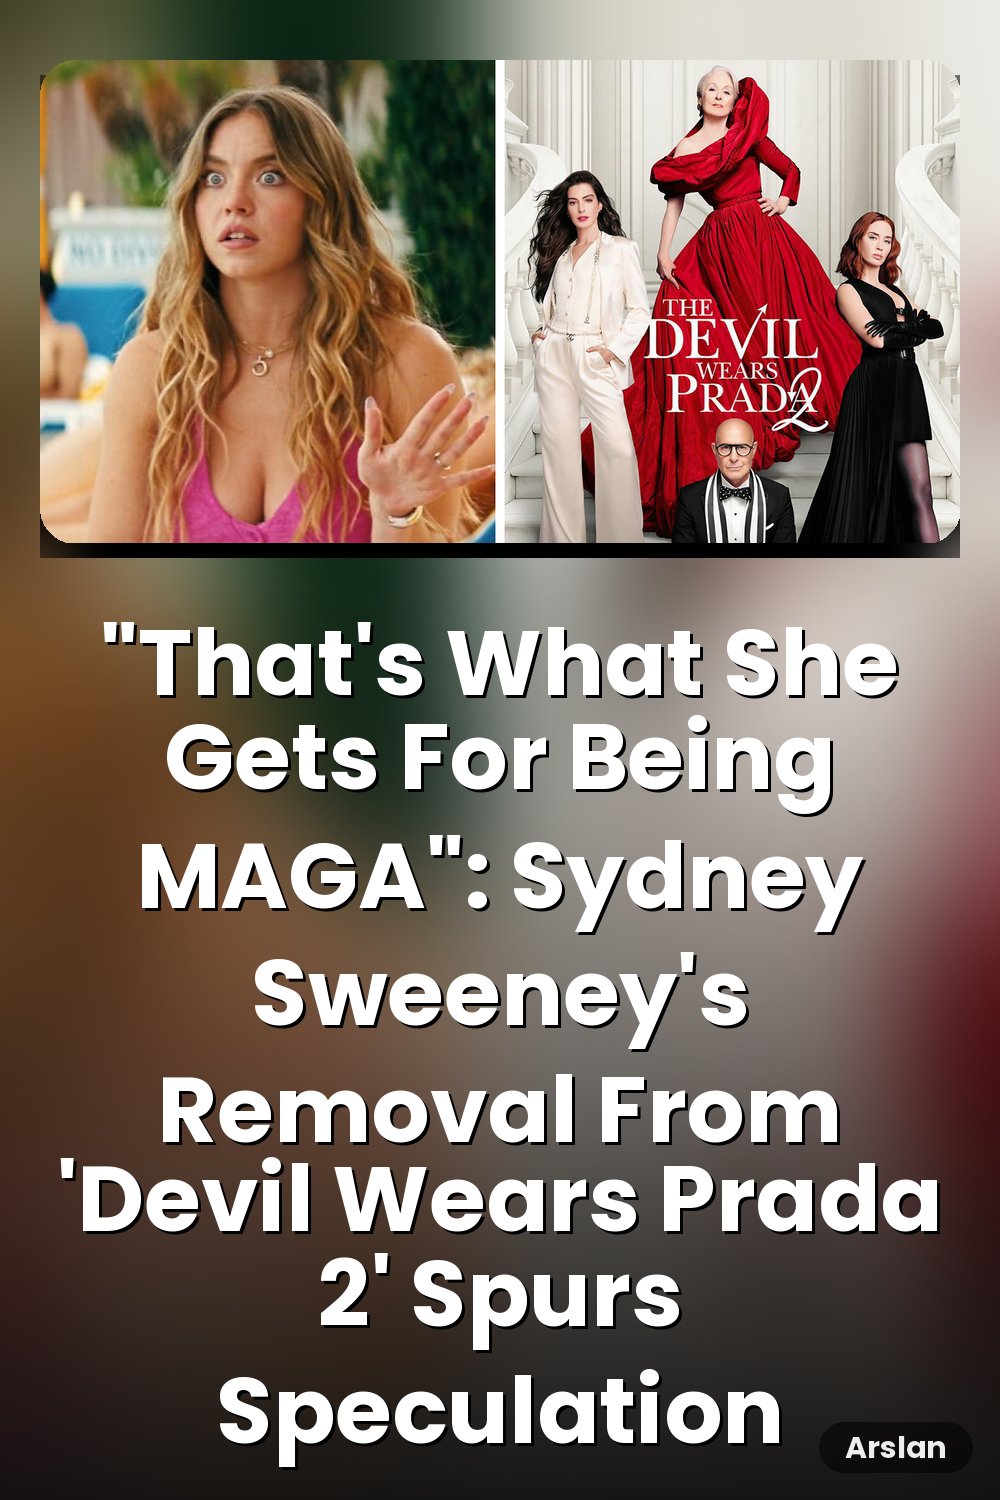 THE
DEVIL
WEARS
PRADA
2
"That's What She
Gets For Being
MAGA": Sydney
Sweeney's
Removal From
'Devil Wears Prada
2' Spurs
Speculation
Arslan